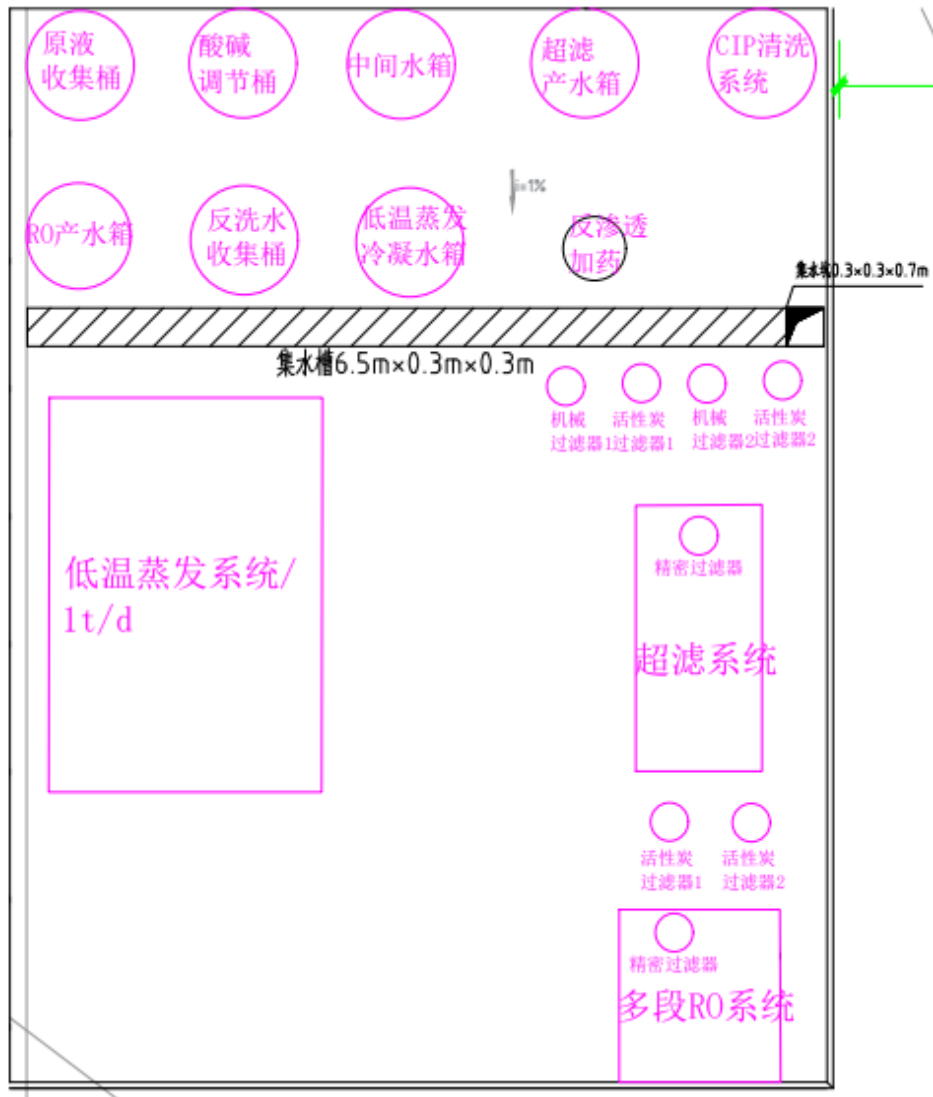 原液
收集桶
酸碱
调节桶
中间水箱
超滤
产水箱
CIP清洗
系统
RO产水箱
反洗水
收集桶
低温蒸发
冷凝水箱
i=1%
反渗透
加药
集水坑0.3×0.3×0.7m
集水槽6.5m×0.3m×0.3m
机械
过滤器1
活性炭
过滤器1
机械
过滤器2
活性炭
过滤器2
低温蒸发系统/
1t/d
精密过滤器
超滤系统
活性炭
过滤器1
活性炭
过滤器2
精密过滤器
多段RO系统